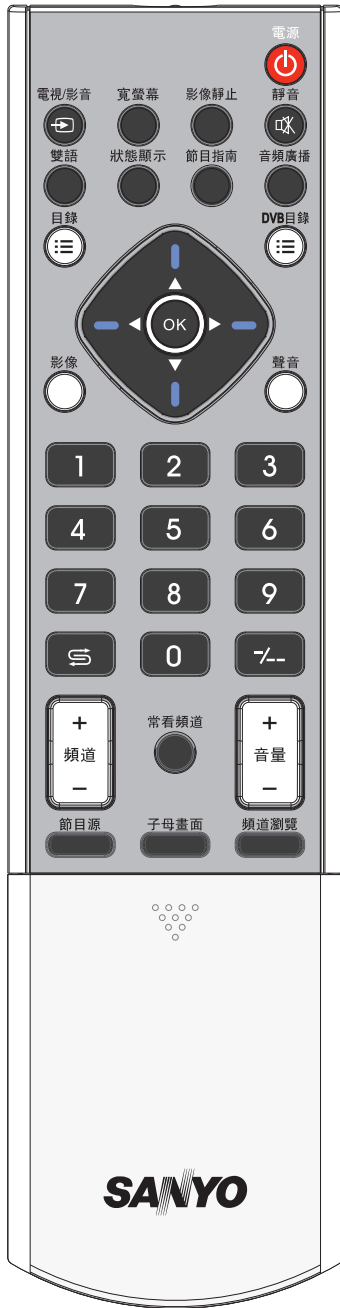 電源
電視/影音 寬螢幕 影像靜止 靜音
雙語 狀態顯示 節目指南 音頻廣播
目錄 DVB目錄
OK
影像 聲音
1 2 3
4 5 6
7 8 9
0 -/--
+ 常看頻道 +
頻道 音量
− −
節目源 子母畫面 頻道瀏覽
SANYO